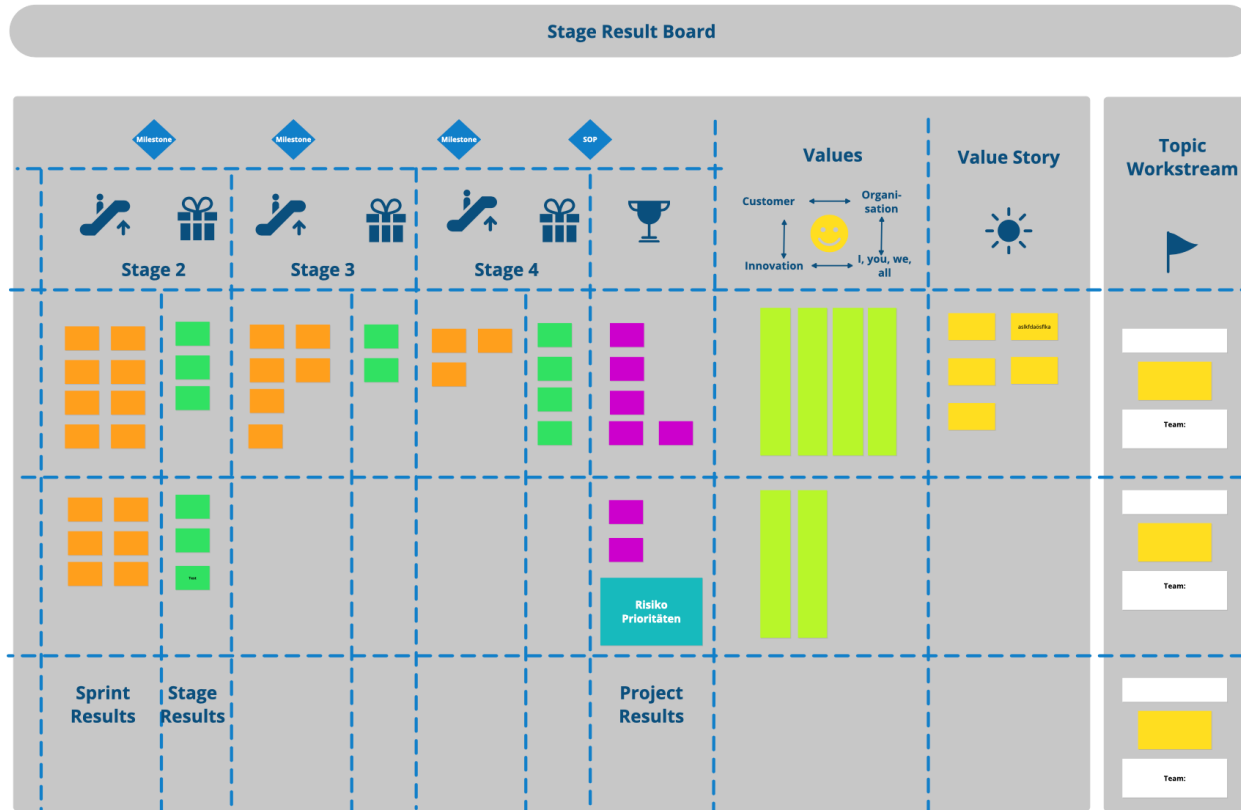 Stage Result Board
Milestone
Milestone
Milestone
SOP
Values
Value Story
Topic
Workstream
Customer
Organi-
sation
Innovation
I, you, we,
all
Stage 2
Stage 3
Stage 4
asikfdaösflka
Team:
Team:
Risiko
Prioritäten
Sprint
Results
Stage
Results
Project
Results
Team: